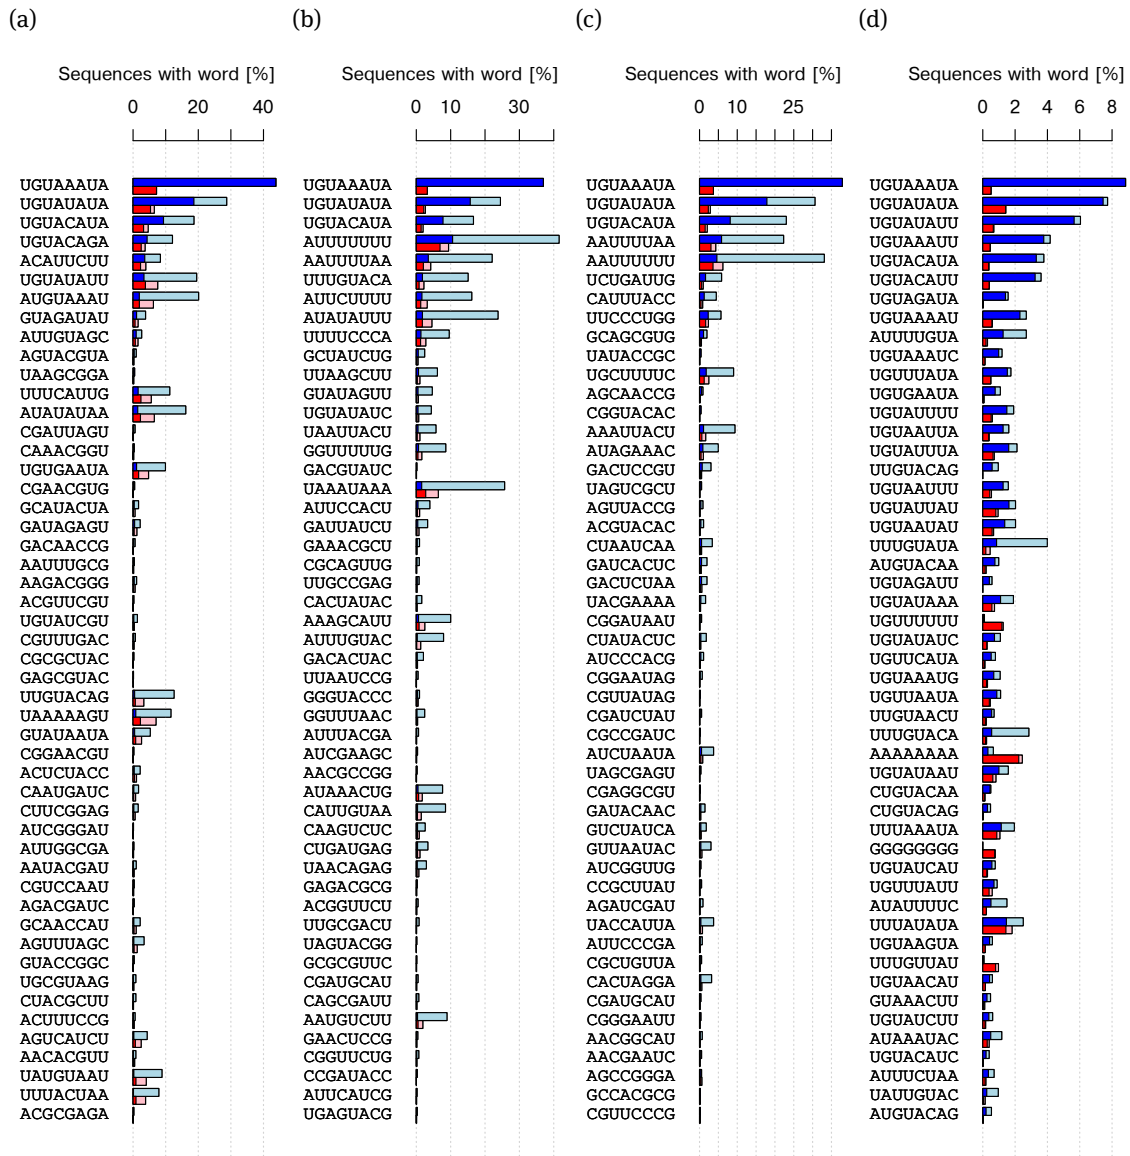 (a)
Sequences with word [%]
0 20 40
UGUAAAUA
UGUAUAUA
UGUACAUA
UGUACAGA
ACAUUCUU
UGUAUAUU
AUGUAAAU
GUAGAUAU
AUUGUAGC
AGUACGUA
UAAGCGGA
UUUCAUUG
AUAUAUAA
CGAUUAGU
CAAACGGU
UGUGAAUA
CGAACGUG
GCAUACUA
GAUAGAGU
GACAACCG
AAUUUGCG
AAGACGGG
ACGUUCGU
UGUAUCGU
CGUUUGAC
CGCGCUAC
GAGCGUAC
UUGUACAG
UAAAAAGU
GUAUAAUA
CGGAACGU
ACUCUACC
CAAUGAUC
CUUCGGAG
AUCGGGAU
AUUGGCGA
AAUACGAU
CGUCCAAU
AGACGAUC
GCAACCAU
AGUUUAGC
GUACCGGC
UGCGUAAG
CUACGCUU
ACUUUCCG
AGUCAUCU
AACACGUU
UAUGUAAU
UUUACUAA
ACGCGAGA
(b)
Sequences with word [%]
0 10 30
UGUAAAUA
UGUAUAUA
UGUACAUA
AUUUUUUU
AAUUUUAA
UUUGUACA
AUUCUUUU
AUAUAUUU
UUUUCCCA
GCUAUCUG
UUAAGCUU
GUAUAGUU
UGUAUAUC
UAAUUACU
GGUUUUUG
GACGUAUC
UAAAUAAA
AUUCCACU
GAUUAUCU
GAAACGCU
CGCAGUUG
UUGCCGAG
CACUAUAC
AAAGCAUU
AUUUGUAC
GACACUAC
UUAAUCCG
GGGUACCC
GGUUUAAC
AUUUACGA
AUCGAAGC
AACGCCGG
AUAAACUG
CAUUGUAA
CAAGUCUC
CUGAUGAG
UAACAGAG
GAGACGCG
ACGGUUCU
UUGCGACU
UAGUACGG
GCGCGUUC
CGAUGCAU
CAGCGAUU
AAUGUCUU
GAACUCCG
CGGUUCUG
CCGAUACC
AUUCAUCG
UGAGUACG
(c)
Sequences with word [%]
0 10 25
UGUAAAUA
UGUAUAUA
UGUACAUA
AAUUUUAA
AAUUUUUU
UCUGAUUG
CAUUUACC
UUCCCUGG
GCAGCGUG
UAUACCGC
UGCUUUUC
AGCAACCG
CGGUACAC
AAAUUACU
AUAGAAAC
GACUCCGU
UAGUCGCU
AGUUACCG
ACGUACAC
CUAAUCAA
GAUCACUC
GACUCUAA
UACGAAAA
CGGAUAAU
CUAUACUC
AUCCCACG
CGGAAUAG
CGUUAUAG
CGAUCUAU
CGCCGAUC
AUCUAAUA
UAGCGAGU
CGAGGCGU
GAUACAAC
GUCUAUCA
GUUAAUAC
AUCGGUUG
CCGCUUAU
AGAUCGAU
UACCAUUA
AUUCCCGA
CGCUGUUA
CACUAGGA
CGAUGCAU
CGGGAAUU
AACGGCAU
AACGAAUC
AGCCGGGA
GCCACGCG
CGUUCCCG
(d)
Sequences with word [%]
0 2 4 6 8
UGUAAAUA
UGUAUAUA
UGUAUAUU
UGUAAAUU
UGUACAUA
UGUACAUU
UGUAGAUA
UGUAAAAU
AUUUUGUA
UGUAAAUC
UGUUUAUA
UGUGAAUA
UGUAUUUU
UGUAAUUA
UGUAUUUA
UUGUACAG
UGUAAUUU
UGUAUUAU
UGUAAUAU
UUUGUAUA
AUGUACAA
UGUAGAUU
UGUAUAAA
UGUUUUUU
UGUAUAUC
UGUUCAUA
UGUAAAUG
UGUUAAUA
UUGUAACU
UUUGUACA
AAAAAAAA
UGUAUAAU
CUGUACAA
CUGUACAG
UUUAAAUA
GGGGGGGG
UGUAUCAU
UGUUUAUU
AUAUUUUC
UUUAUAUA
UGUAAGUA
UUUGUUAU
UGUAACAU
GUAAACUU
UGUAUCUU
AUAAAUAC
UGUACAUC
AUUUCUAA
UAUUGUAC
AUGUACAG